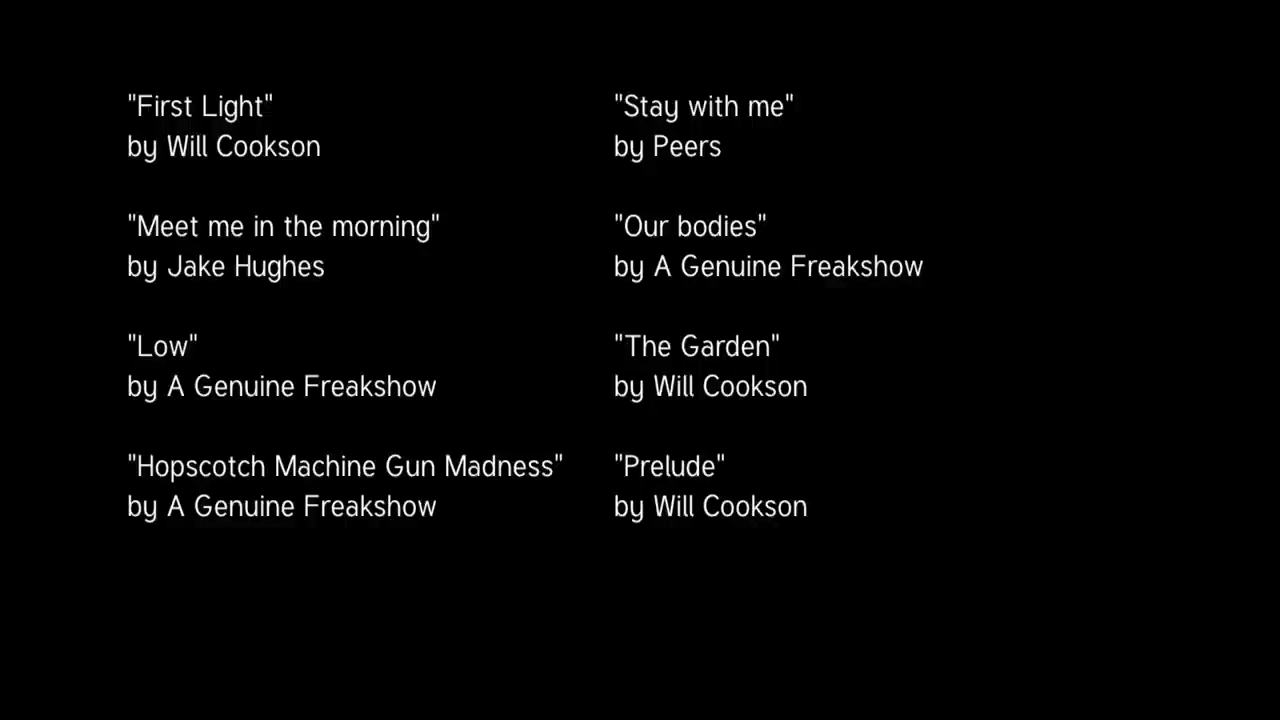 "First Light"
by Will Cookson
"Meet me in the morning"
by Jake Hughes
"Low"
by A Genuine Freakshow
"Hopscotch Machine Gun Madness"
by A Genuine Freakshow
"Stay with me"
by Peers
"Our bodies"
by A Genuine Freakshow
"The Garden"
by Will Cookson
"Prelude"
by Will Cookson